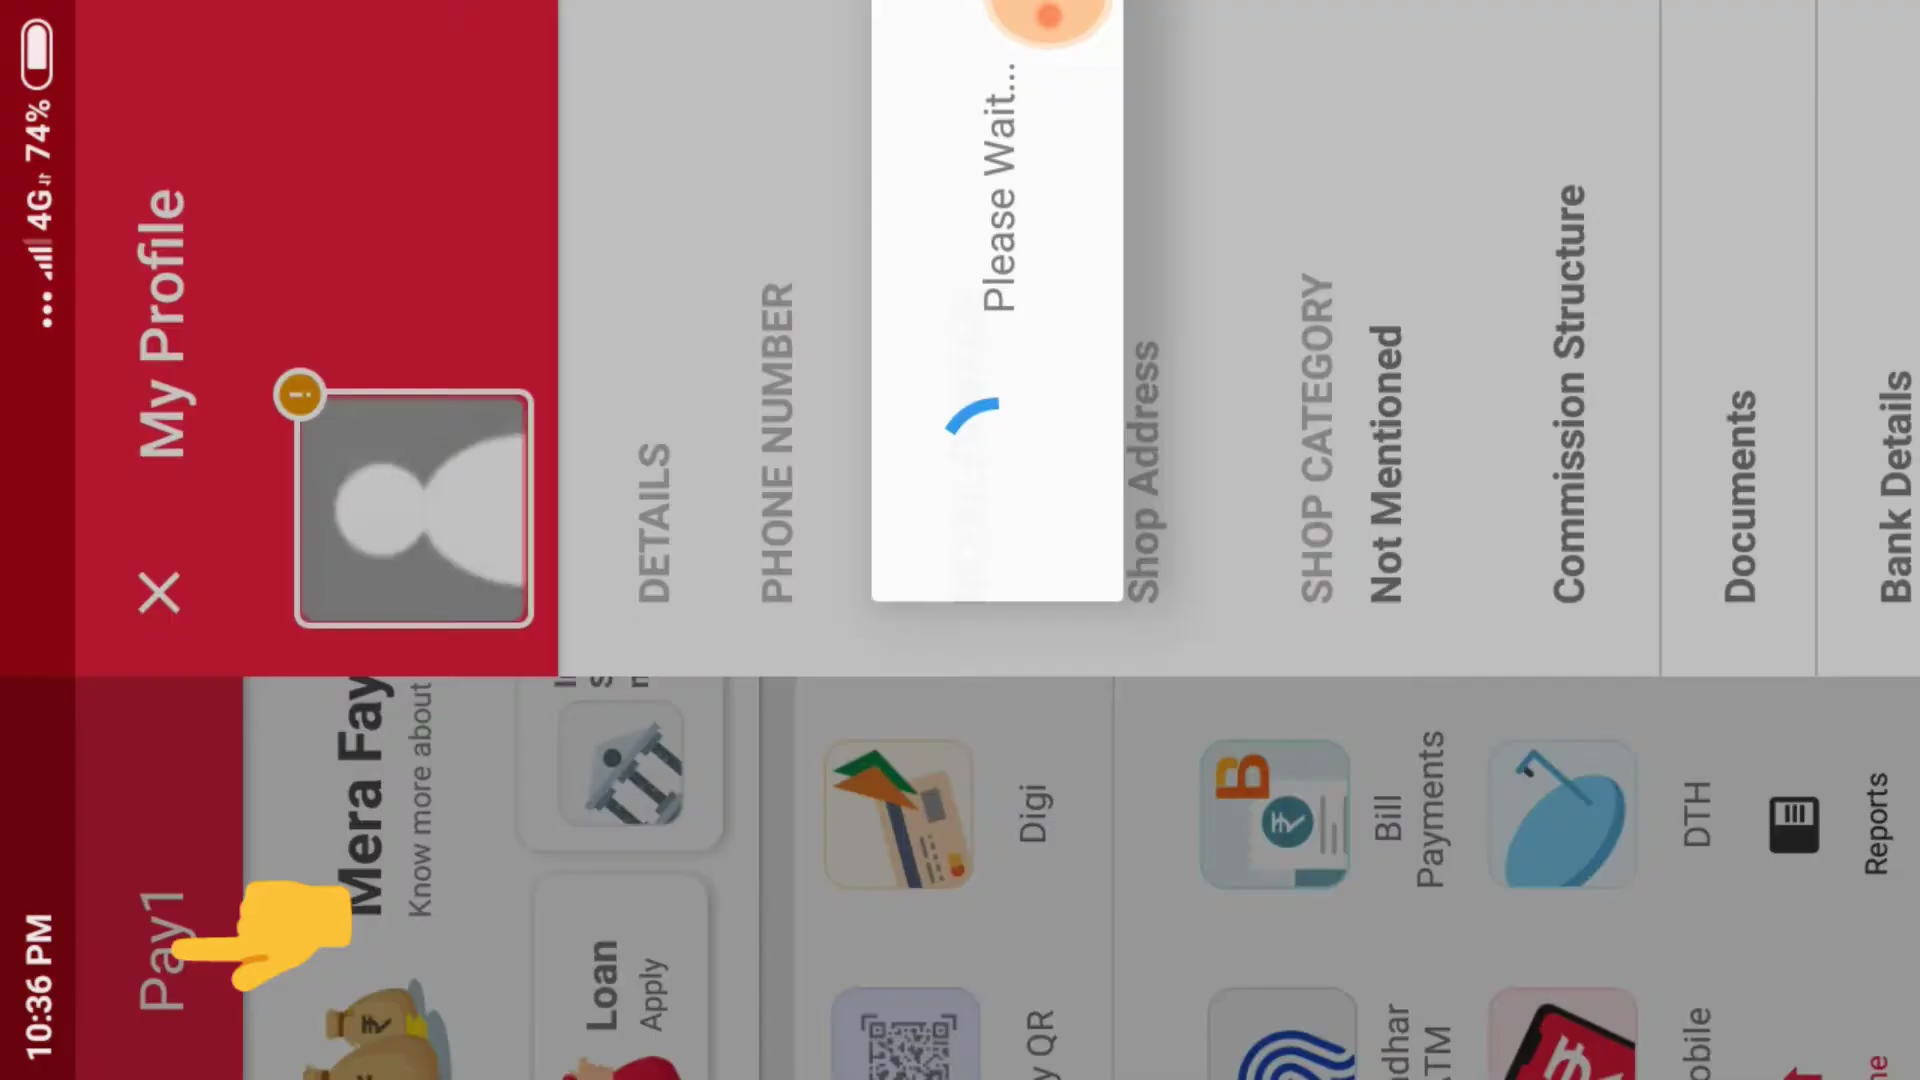 10:36 PM
4G 74%
Pay1
My Profile
Mera Fay
Know more about
Loan
Apply
DETAILS
PHONE NUMBER
Please Wait...
Shop Address
SHOP CATEGORY
Not Mentioned
Commission Structure
Documents
Bank Details
Digi
y QR
Bill
Payments
dhar
ATM
DTH
obile
Reports
me